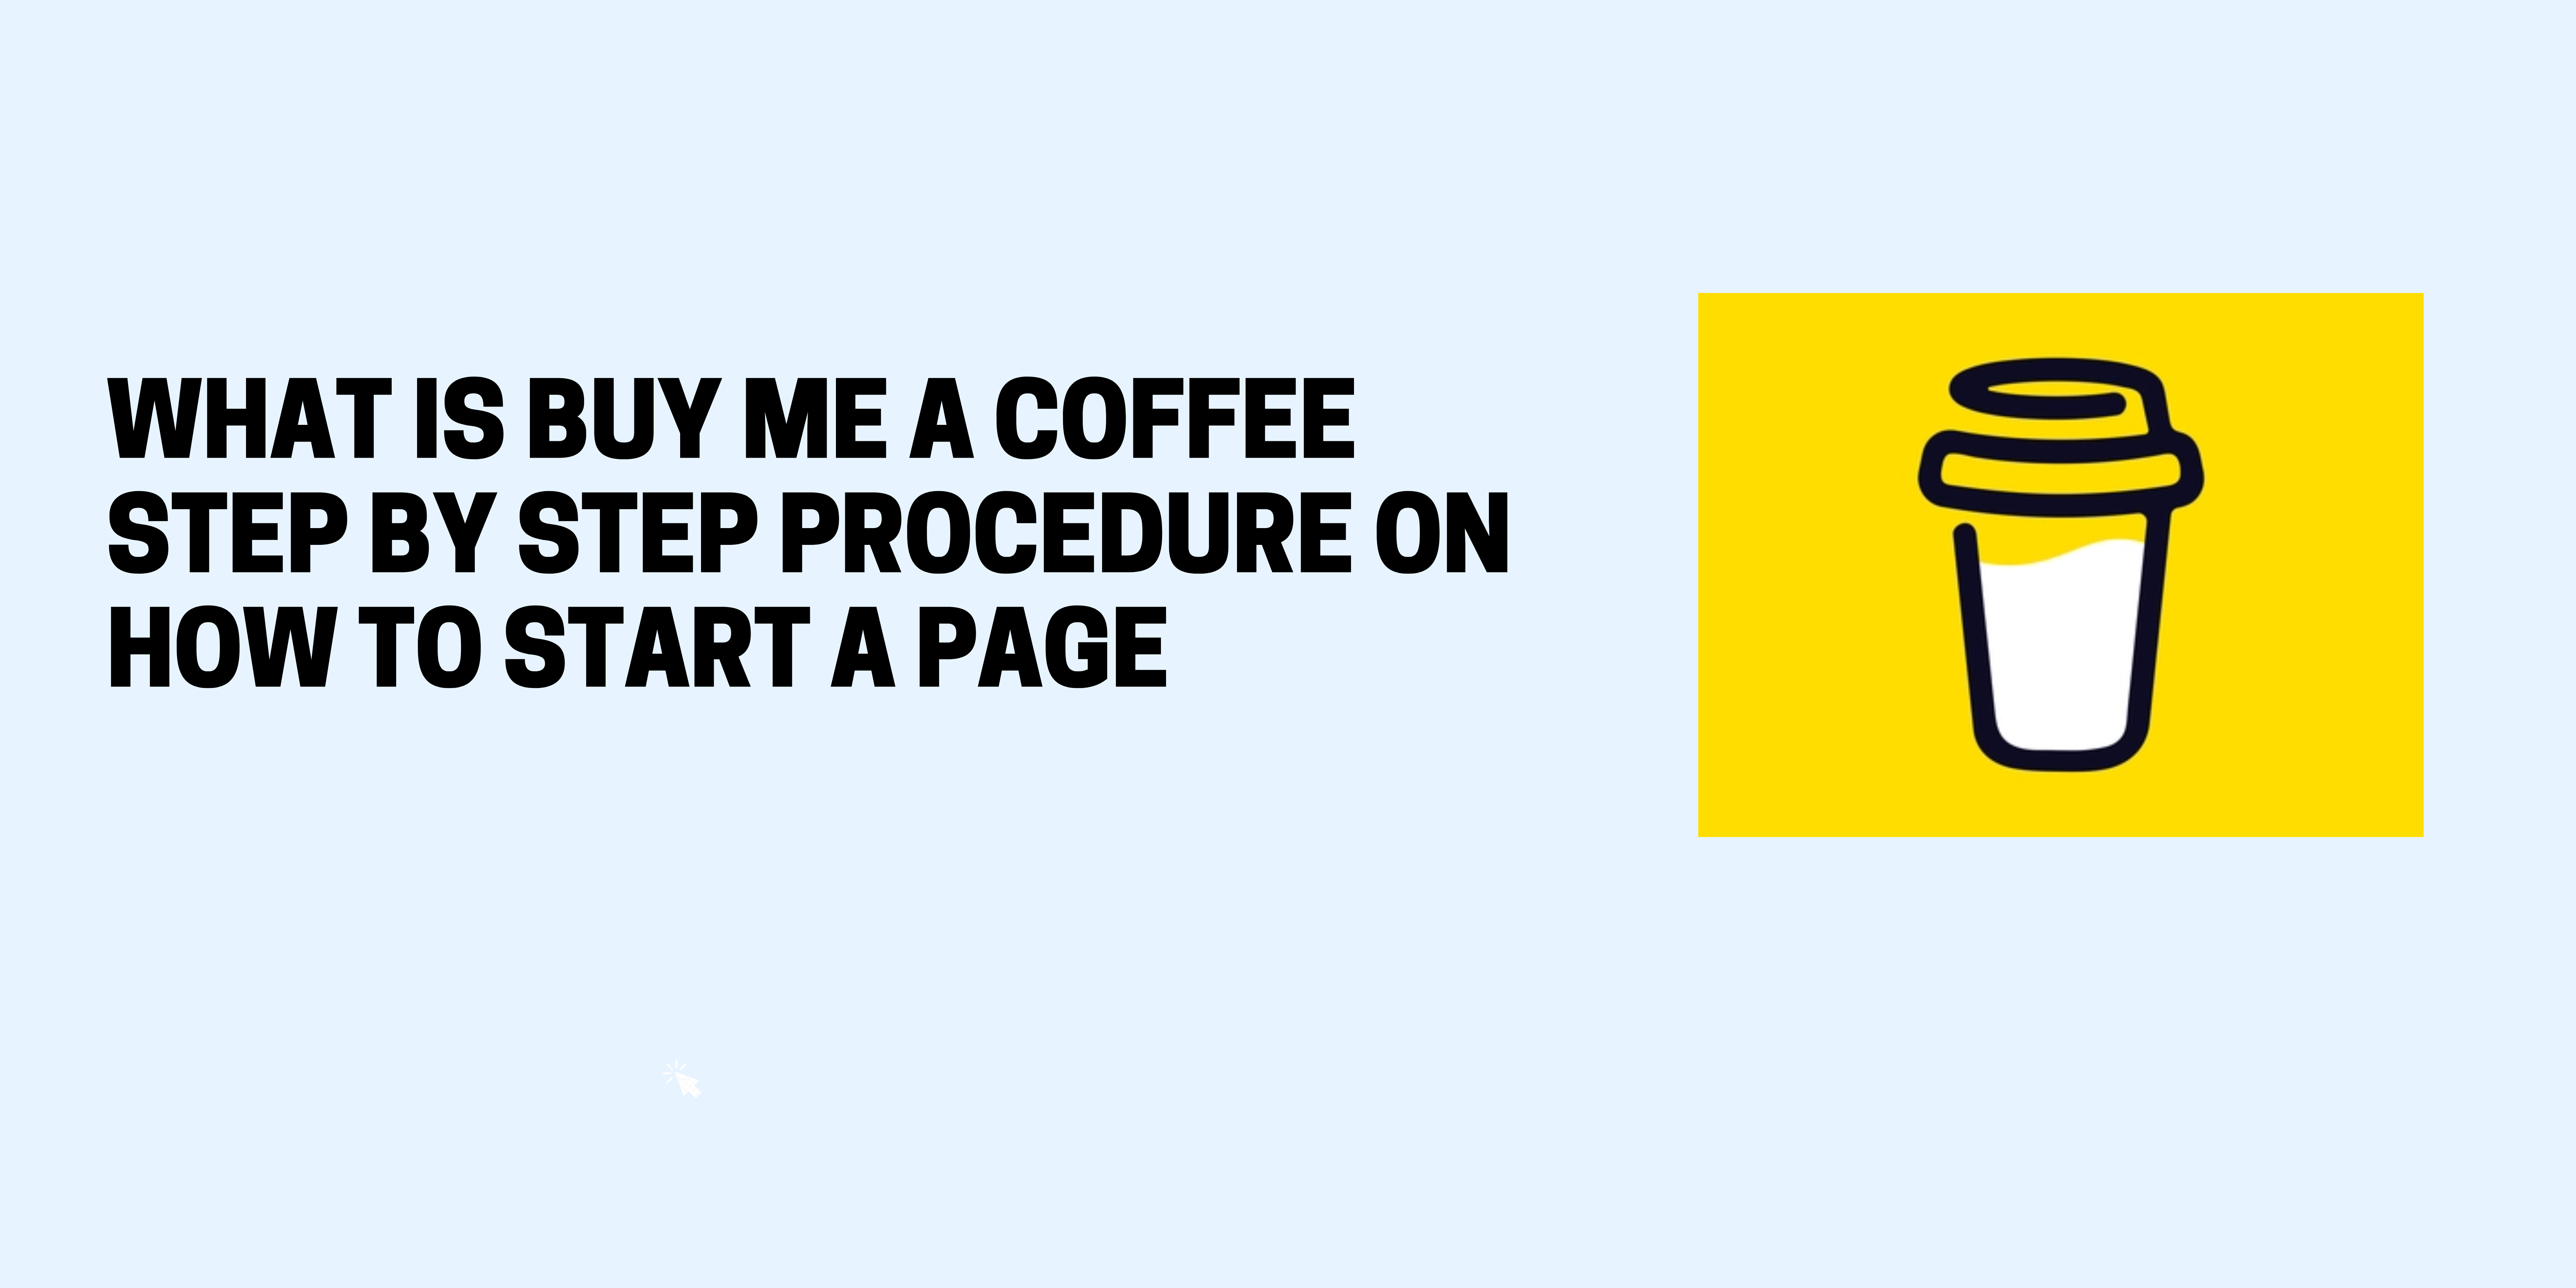 WHAT IS BUY ME A COFFEE
STEP BY STEP PROCEDURE ON
HOW TO START A PAGE